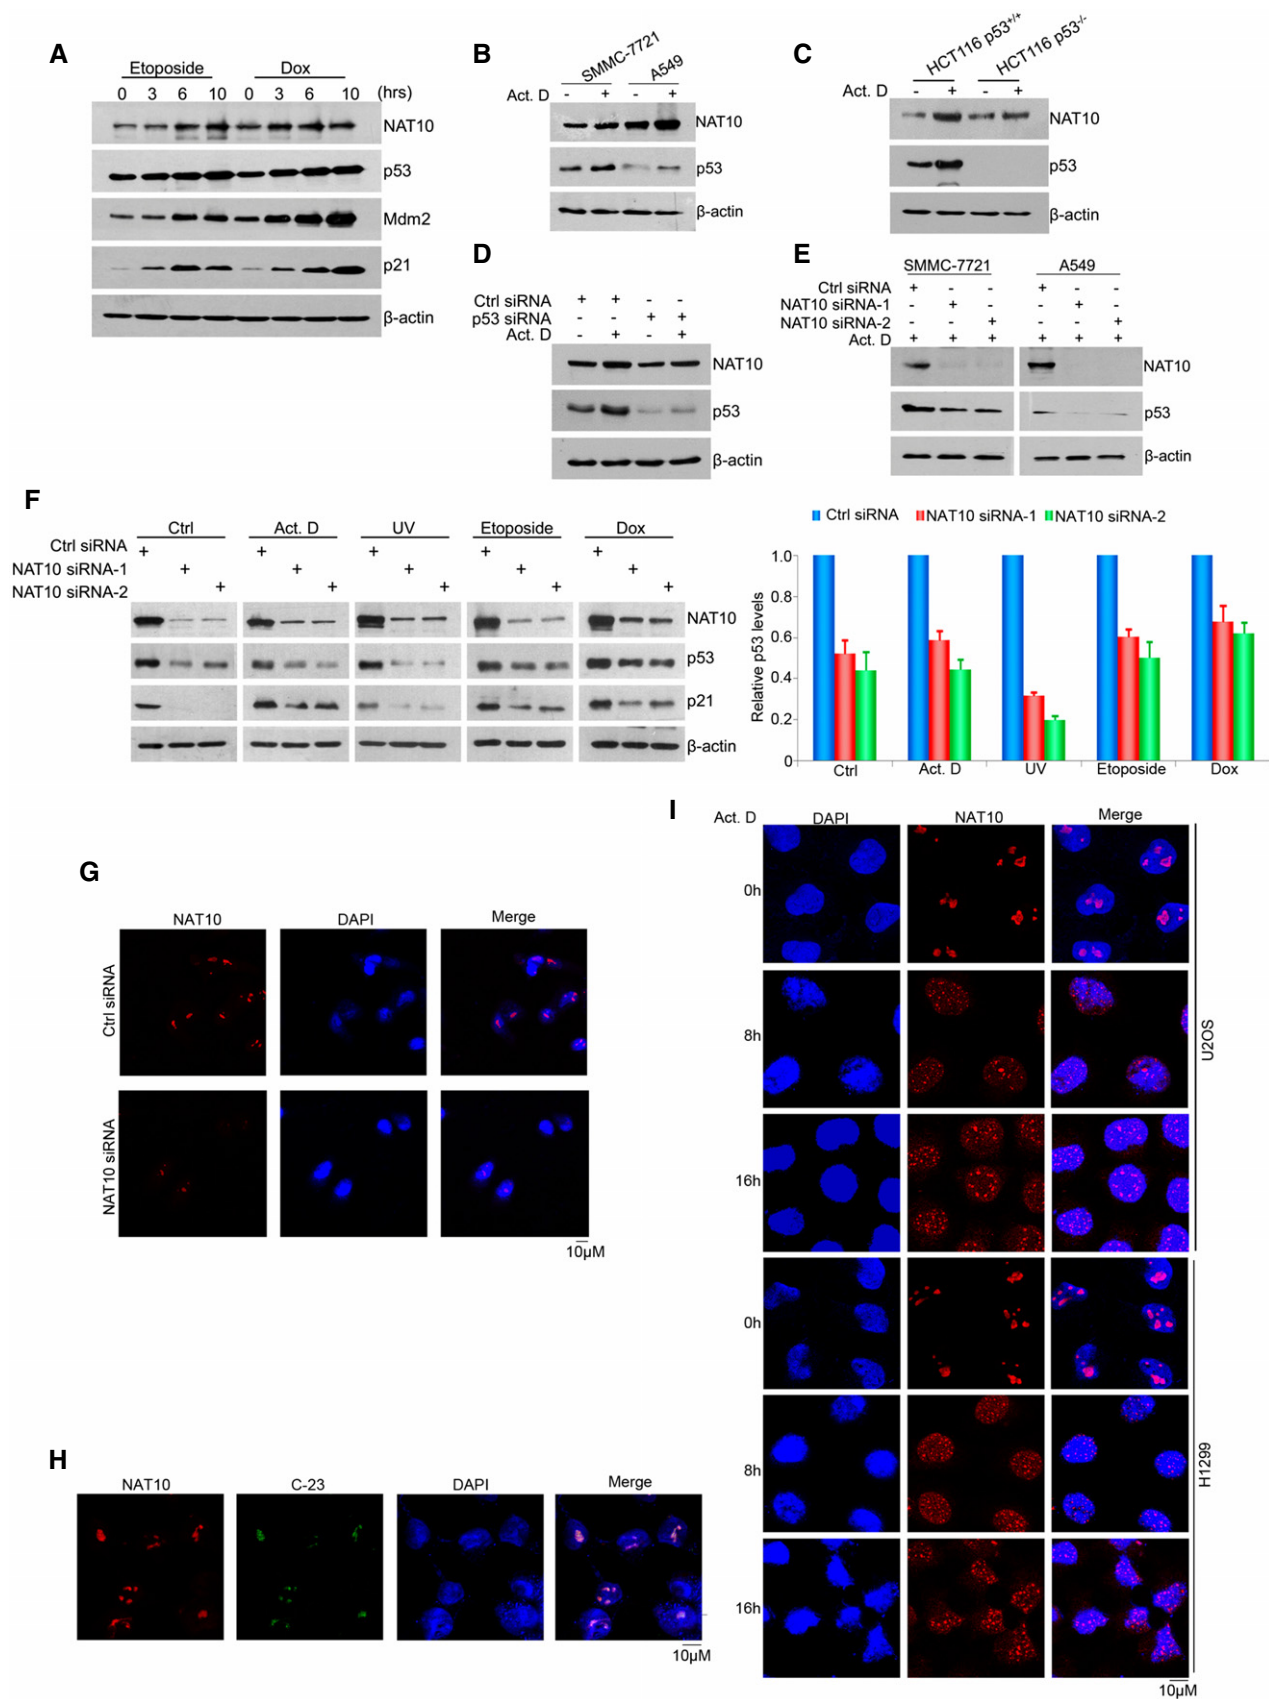 A
Etoposide Dox
0 3 6 10 0 3 6 10 (hrs)
NAT10
p53
Mdm2
p21
β-actin
B
SMMC-7721 A549
Act. D - + - +
NAT10
p53
β-actin
C
HCT116 p53+/+ HCT116 p53-/-
Act. D - + - +
NAT10
p53
β-actin
D
Ctrl siRNA + + - -
p53 siRNA - - + +
Act. D - + - +
NAT10
p53
β-actin
E
SMMC-7721 A549
Ctrl siRNA + - - + - -
NAT10 siRNA-1 - + - - + -
NAT10 siRNA-2 - - + - - +
Act. D + + + + + +
NAT10
p53
β-actin
F
Ctrl Act. D UV Etoposide Dox
Ctrl siRNA + + + + +
NAT10 siRNA-1 + + + + +
NAT10 siRNA-2 + + + + +
NAT10
p53
p21
β-actin
Ctrl siRNA NAT10 siRNA-1 NAT10 siRNA-2
Relative p53 levels
1.0
0.8
0.6
0.4
0.2
0
Ctrl Act. D UV Etoposide Dox
G
NAT10 DAPI Merge
Ctrl siRNA
NAT10 siRNA
10µM
H
NAT10 C-23 DAPI Merge
10µM
I
Act. D DAPI NAT10 Merge
0h
8h
16h
U2OS
0h
8h
16h
H1299
10µM